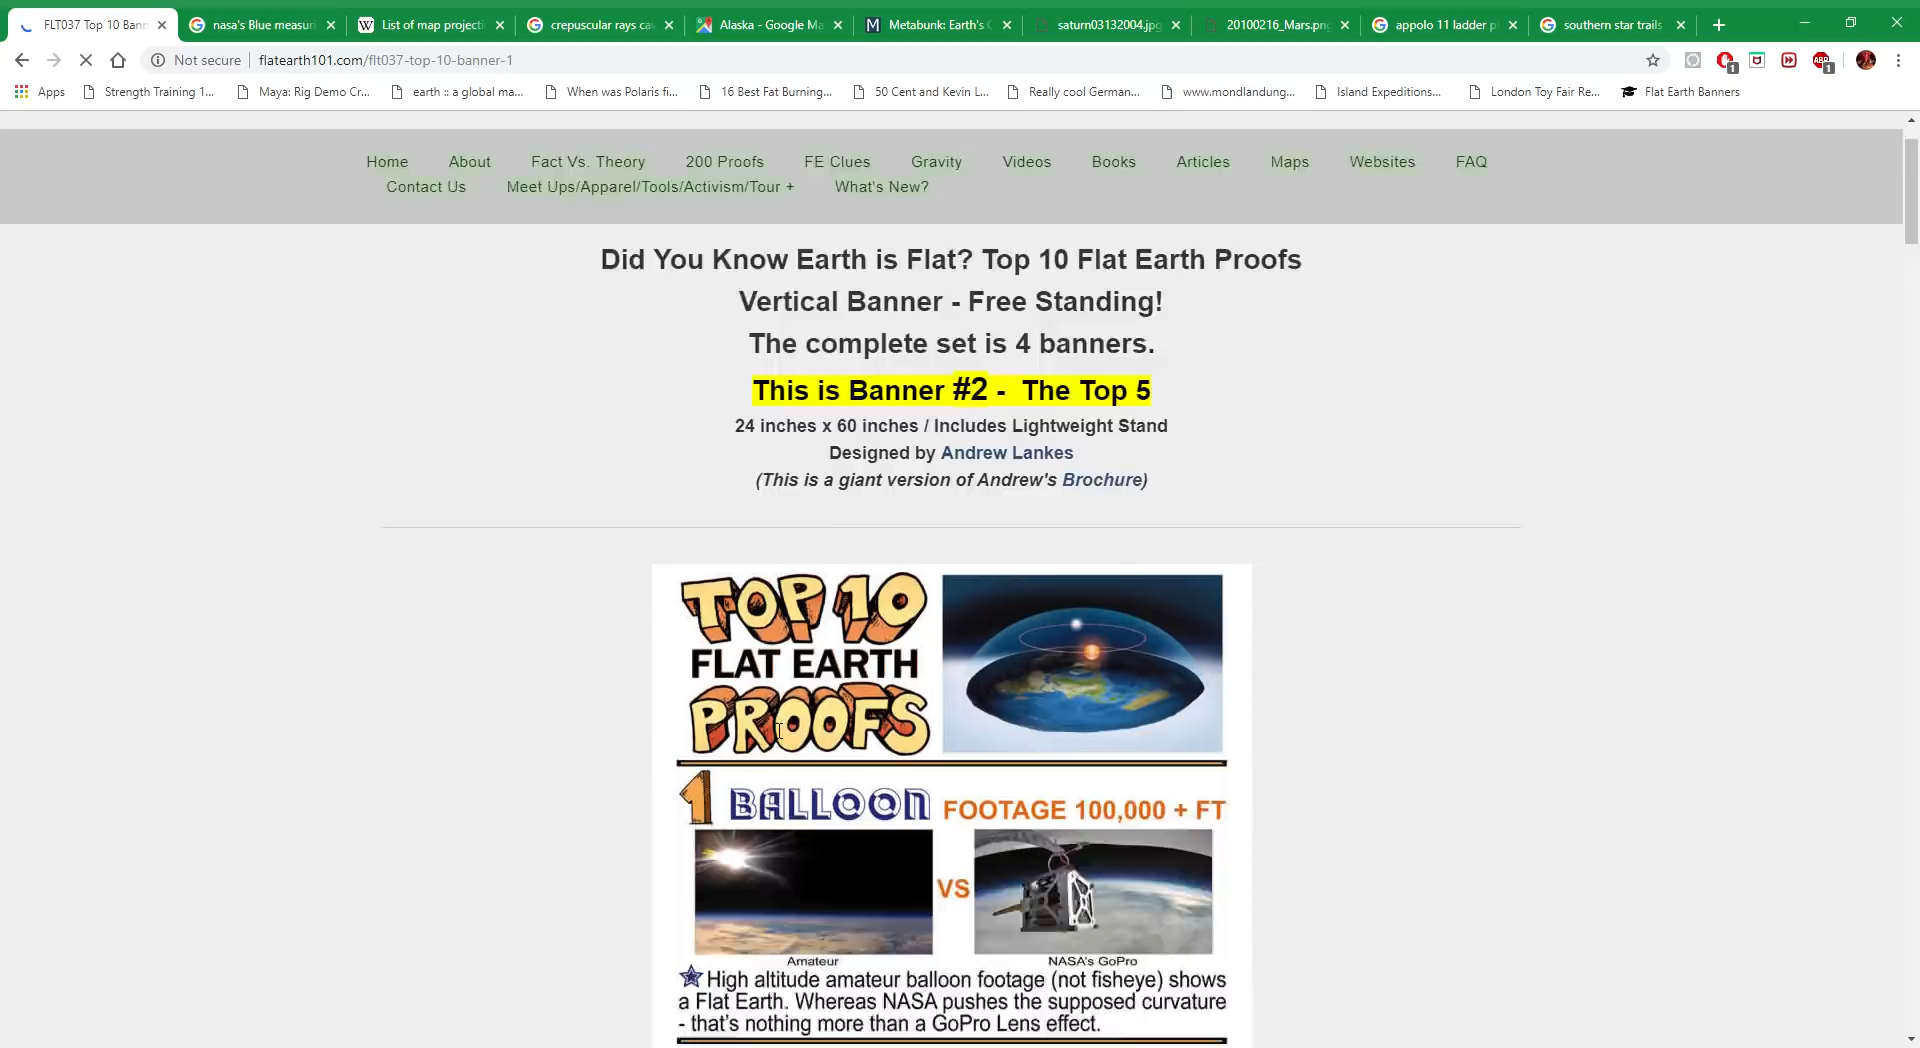 FLT037 Top 10 Bann
nasa's Blue measuri
List of map projecti
crepuscular rays cav
Alaska - Google Ma
Metabunk: Earth's C
saturn03132004.jpg
20100216_Mars.png
appolo 11 ladder p
southern star trails
Not secure
flatearth101.com/flt037-top-10-banner-1
Apps
Strength Training 1...
Maya: Rig Demo Cr...
earth :: a global ma...
When was Polaris fi...
16 Best Fat Burning...
50 Cent and Kevin L...
Really cool German...
www.mondlandung...
Island Expeditions...
London Toy Fair Re...
Flat Earth Banners
Home About Fact Vs. Theory 200 Proofs FE Clues Gravity Videos Books Articles Maps Websites FAQ
Contact Us Meet Ups/Apparel/Tools/Activism/Tour + What's New?
Did You Know Earth is Flat? Top 10 Flat Earth Proofs
Vertical Banner - Free Standing!
The complete set is 4 banners.
This is Banner #2 - The Top 5
24 inches x 60 inches / Includes Lightweight Stand
Designed by Andrew Lankes
(This is a giant version of Andrew's Brochure)
TOP 10
FLAT EARTH
PROOFS
1 BALLOON FOOTAGE 100,000 + FT
VS
Amateur NASA's GoPro
High altitude amateur balloon footage (not fisheye) shows
a Flat Earth. Whereas NASA pushes the supposed curvature
- that's nothing more than a GoPro Lens effect.